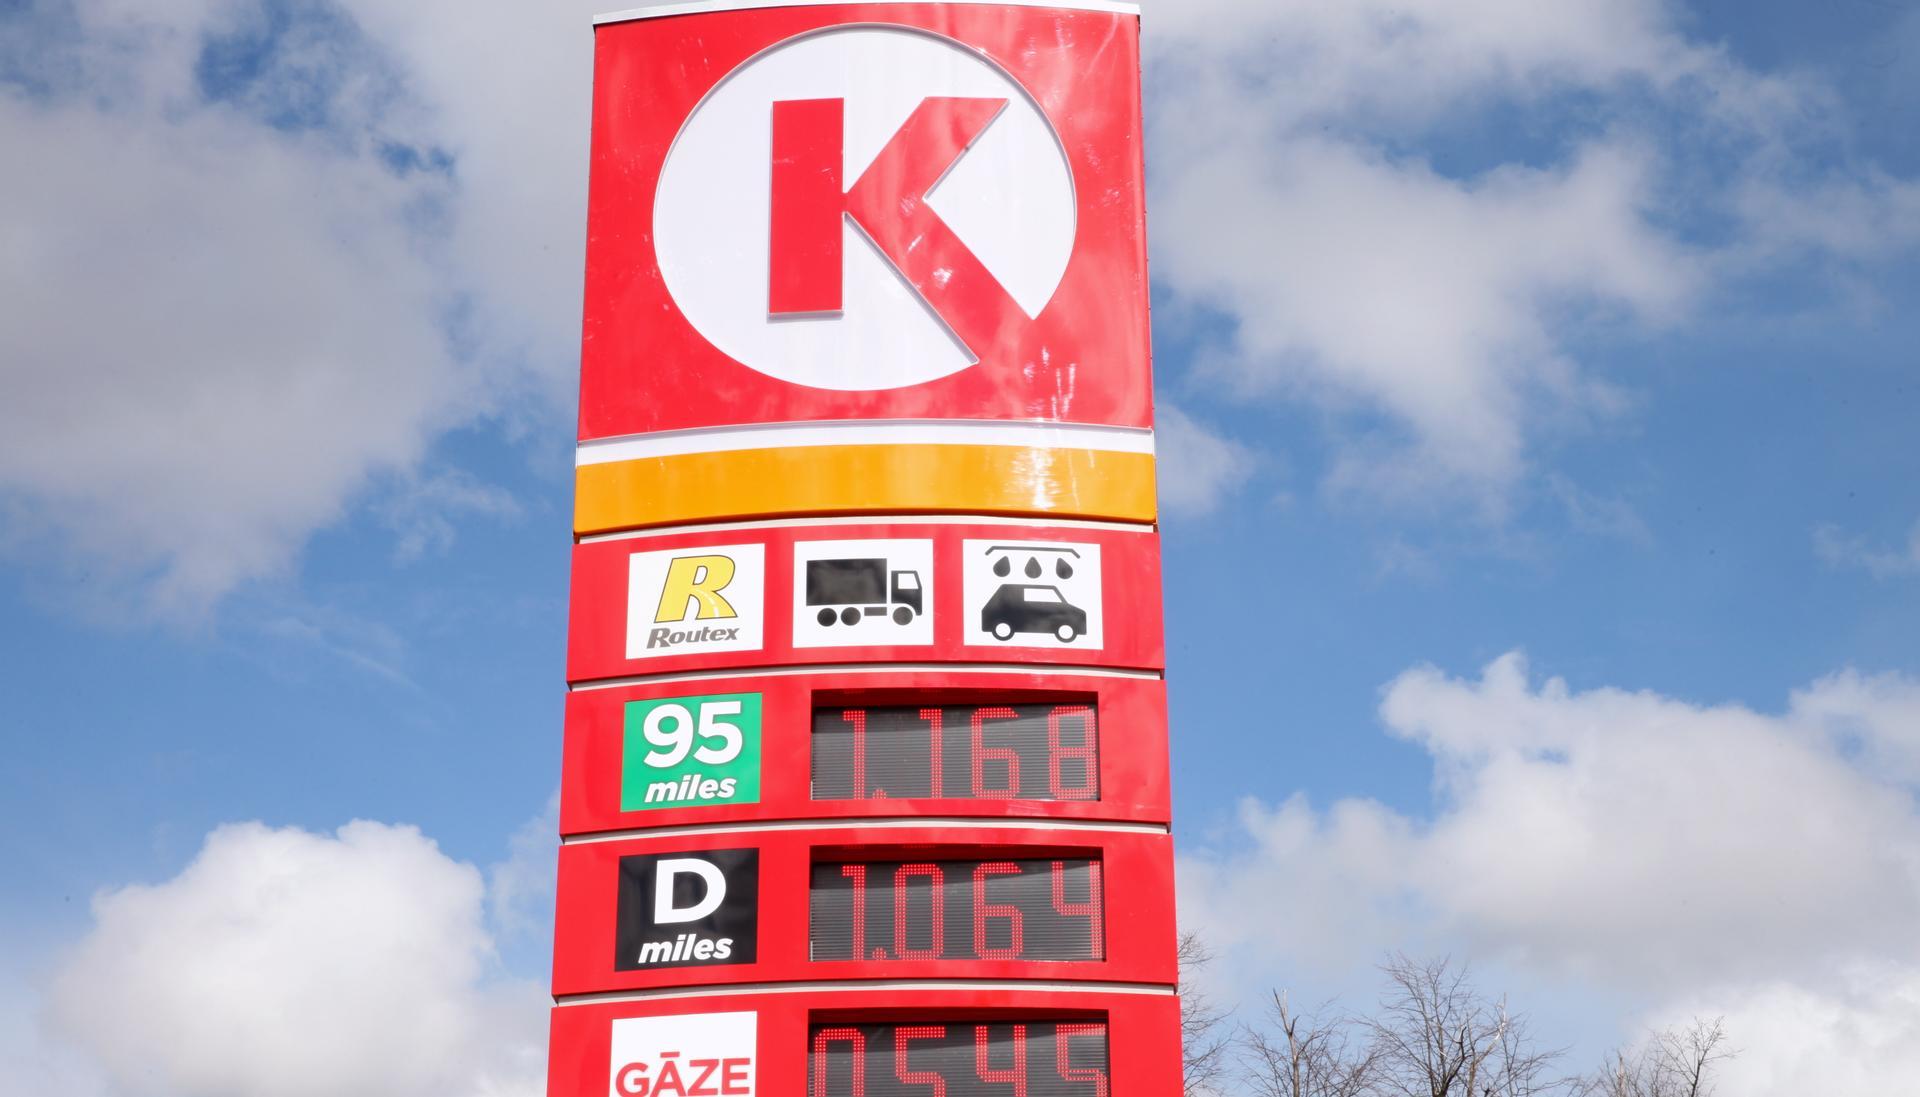 K
R
Routex
95
miles
1.168
D
miles
1.064
GĀZE
0.545